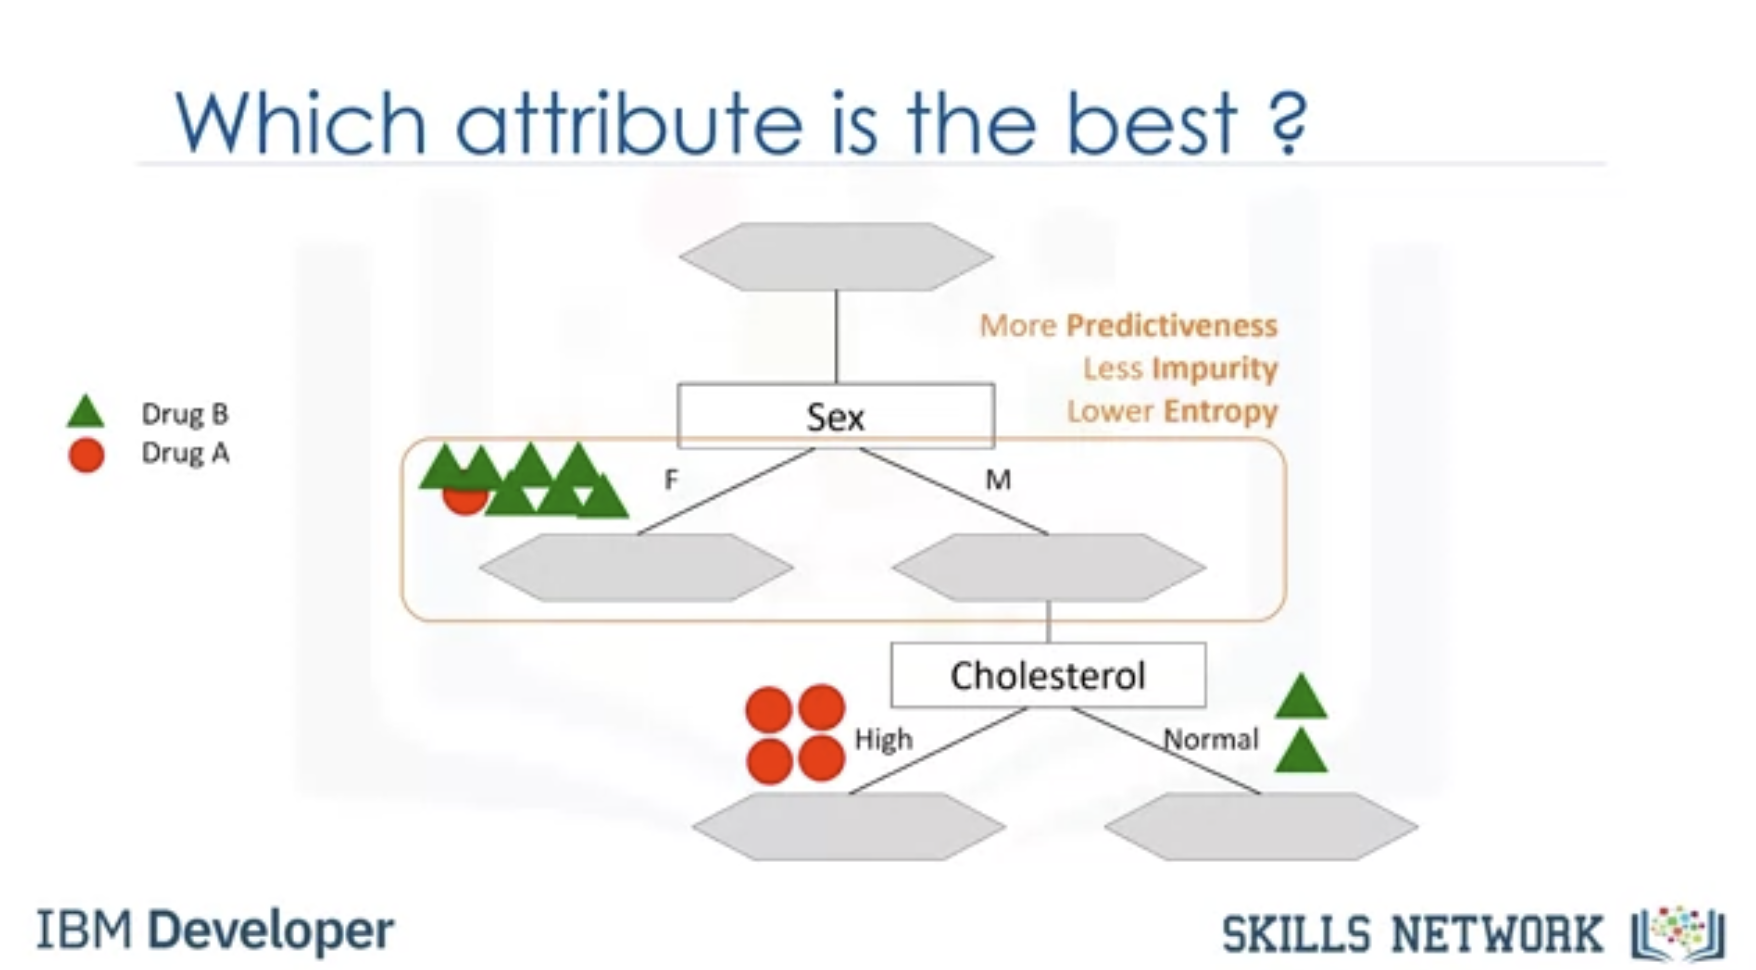 Which attribute is the best ?
More Predictiveness
Less Impurity
Lower Entropy
Drug B
Drug A
Sex
F
M
Cholesterol
High
Normal
IBM Developer
SKILLS NETWORK